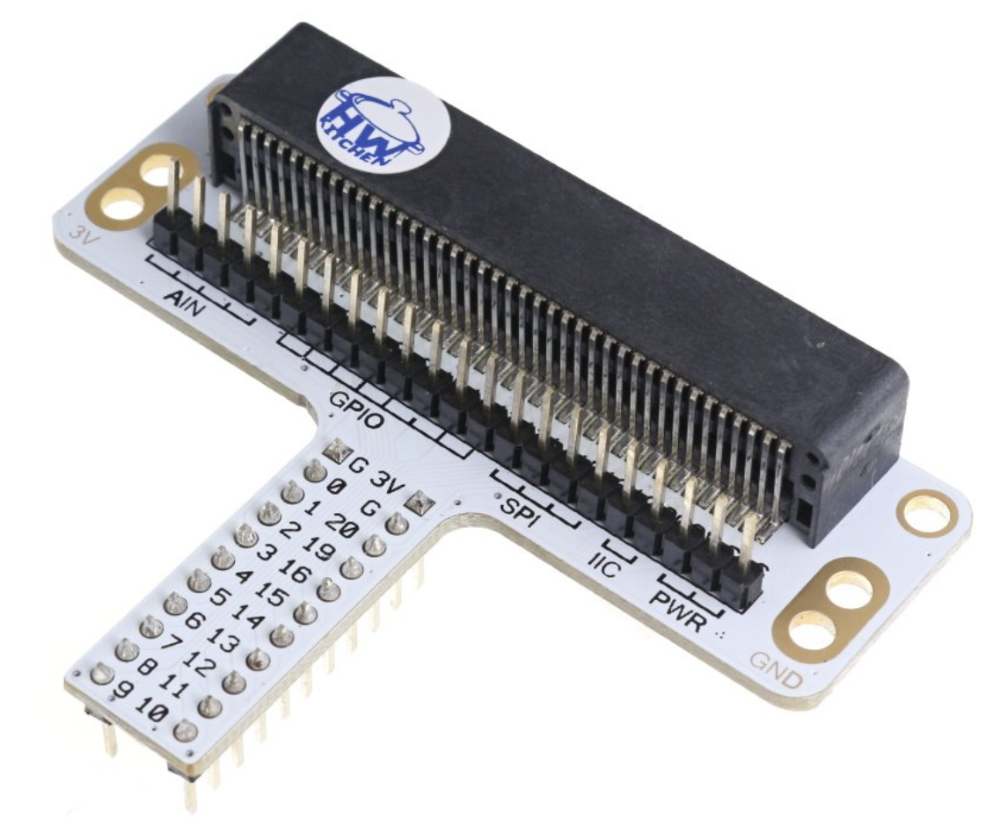 HW
KITCHEN
3V
AIN
GPIO
SPI
IIC
PWR
GND
G 3V
0 G
1 20
2 19
3 16
4 15
5 14
6 13
7 12
8 11
9 10